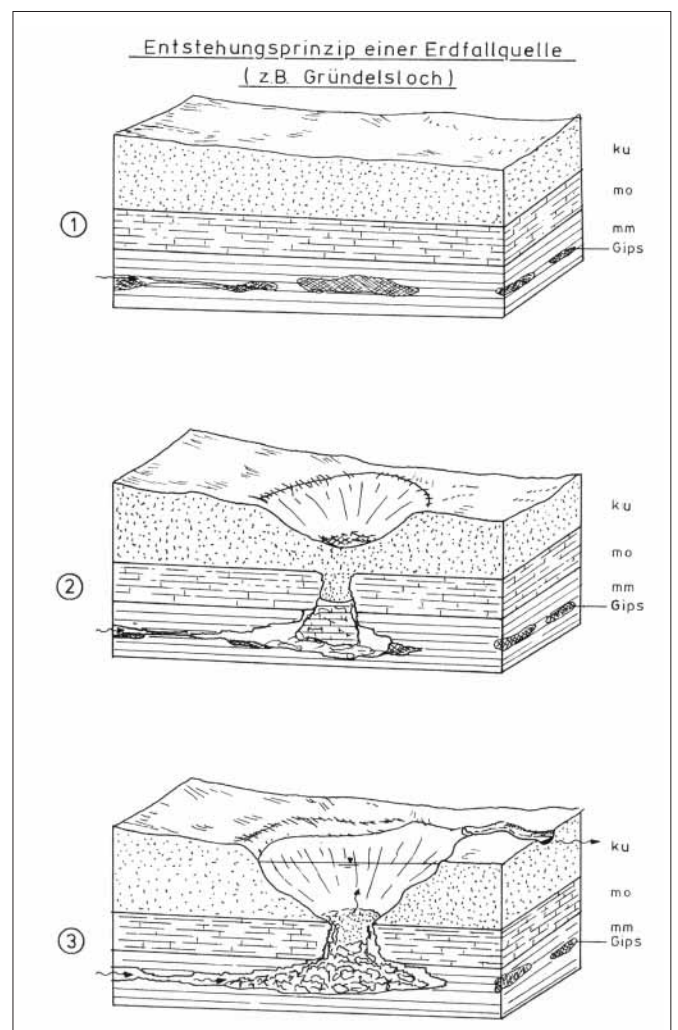 Entstehungsprinzip einer Erdfallquelle
( z.B. Gründelsloch )
ku
mo
1
mm
Gips
ku
mo
2
mm
Gips
ku
mo
3
mm
Gips